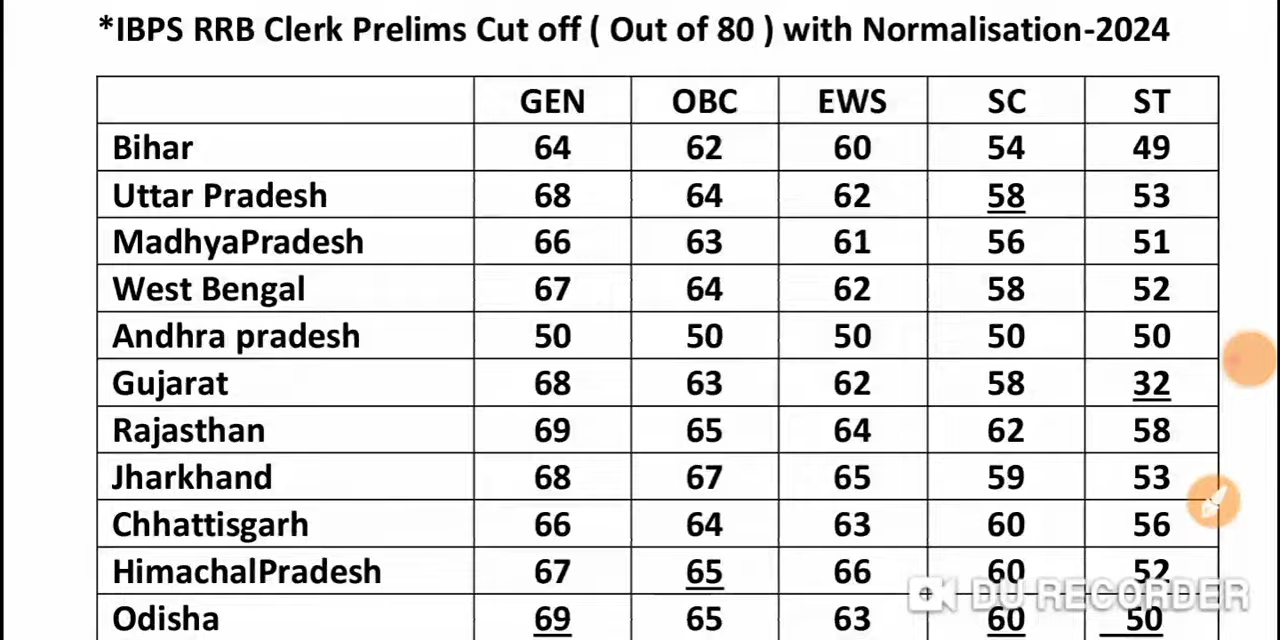 *IBPS RRB Clerk Prelims Cut off ( Out of 80 ) with Normalisation-2024
GEN OBC EWS SC ST
Bihar 64 62 60 54 49
Uttar Pradesh 68 64 62 58 53
MadhyaPradesh 66 63 61 56 51
West Bengal 67 64 62 58 52
Andhra pradesh 50 50 50 50 50
Gujarat 68 63 62 58 32
Rajasthan 69 65 64 62 58
Jharkhand 68 67 65 59 53
Chhattisgarh 66 64 63 60 56
HimachalPradesh 67 65 66 60 52
DU RECORDER
Odisha 69 65 63 60 50